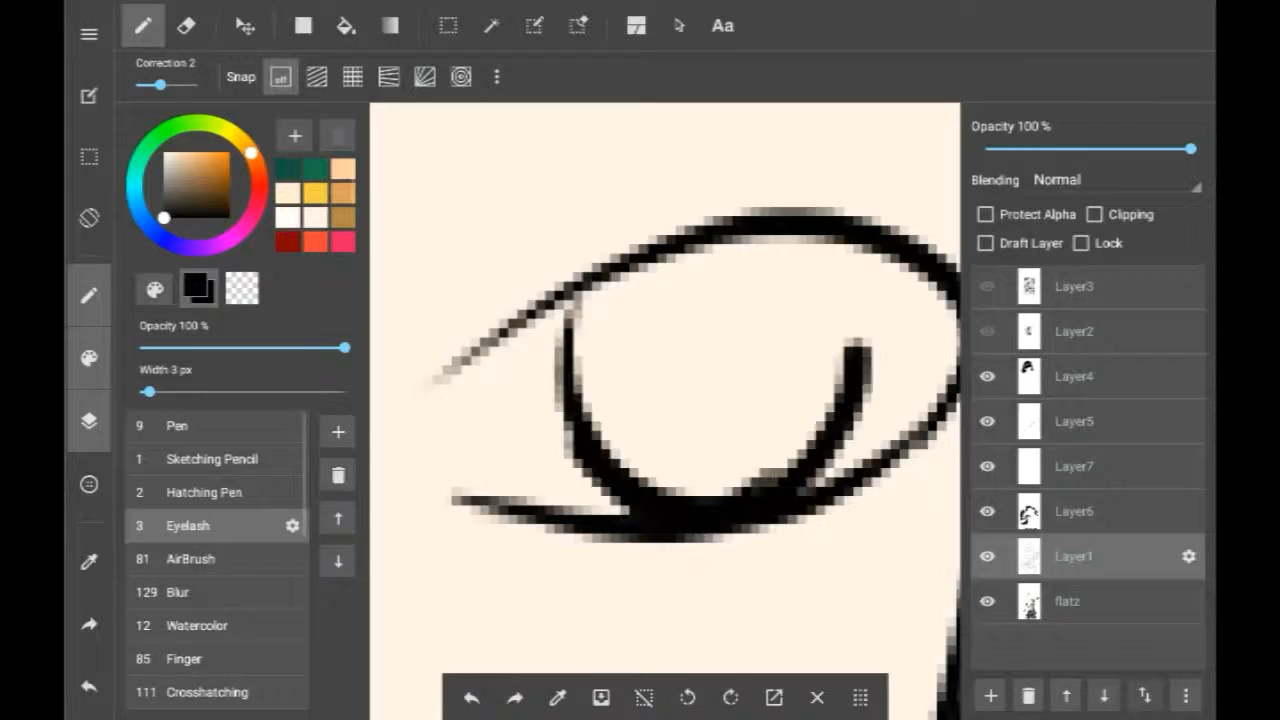 Aa
Correction 2
Snap
off
Opacity 100 %
Width 3 px
9 Pen
1 Sketching Pencil
2 Hatching Pen
3 Eyelash
81 AirBrush
129 Blur
12 Watercolor
85 Finger
111 Crosshatching
Opacity 100 %
Blending Normal
Protect Alpha Clipping
Draft Layer Lock
Layer3
Layer2
Layer4
Layer5
Layer7
Layer6
Layer1
flatz